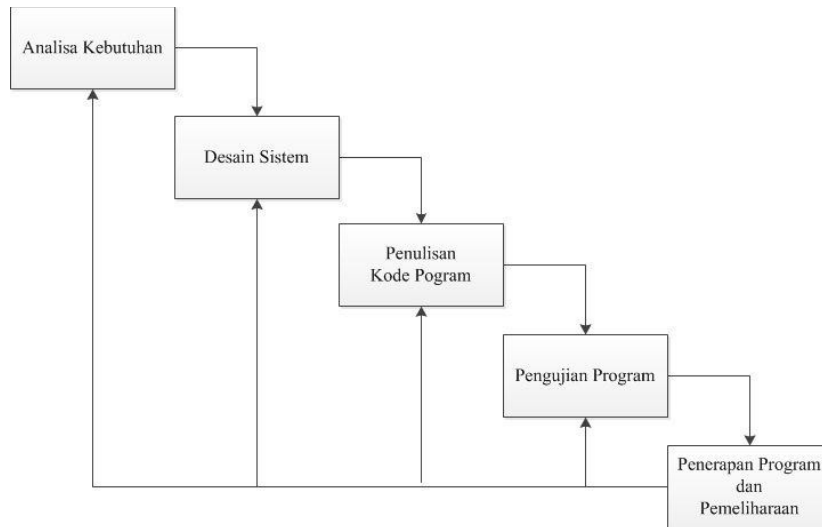 Analisa Kebutuhan
Desain Sistem
Penulisan
Kode Pogram
Pengujian Program
Penerapan Program
dan
Pemeliharaan